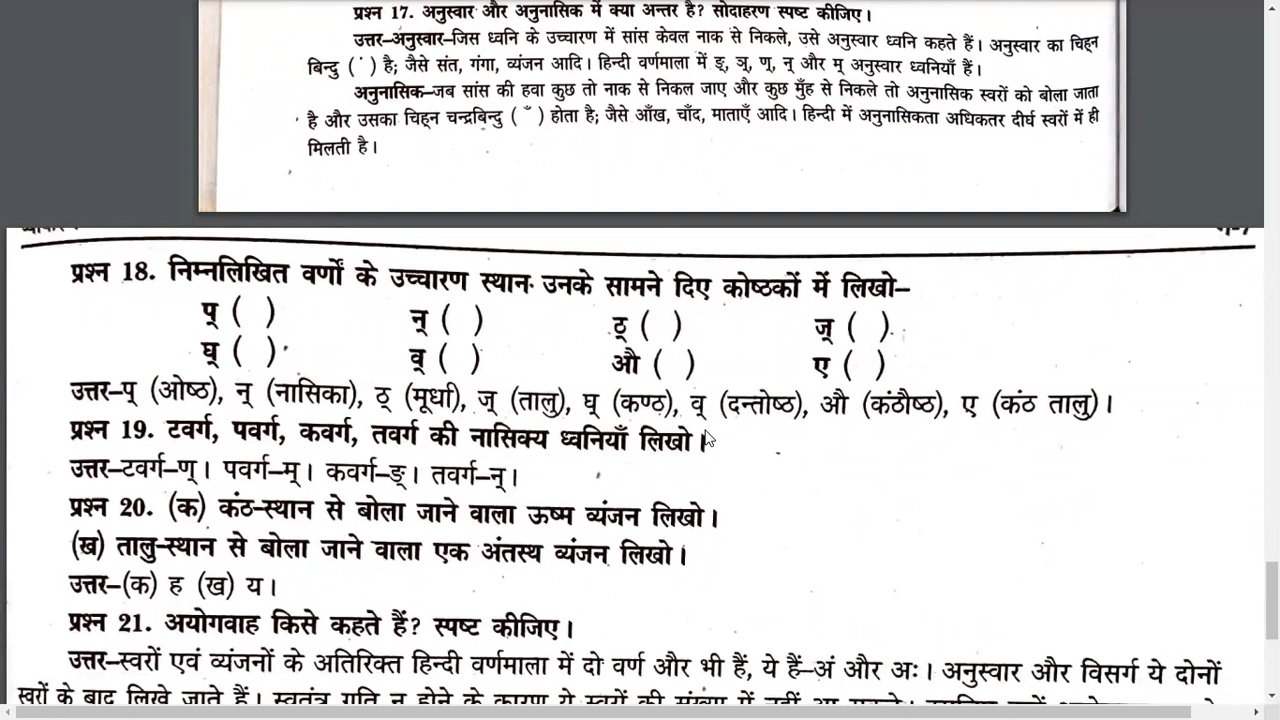 प्रश्न 17. अनुस्वार और अनुनासिक में क्या अन्तर है? सोदाहरण स्पष्ट कीजिए।
उत्तर–अनुस्वार–जिस ध्वनि के उच्चारण में सांस केवल नाक से निकले, उसे अनुस्वार ध्वनि कहते हैं। अनुस्वार का चिह्न
बिन्दु ( ं ) है; जैसे संत, गंगा, व्यंजन आदि। हिन्दी वर्णमाला में ङ्, ञ्, ण्, न् और म् अनुस्वार ध्वनियाँ हैं।
अनुनासिक–जब सांस की हवा कुछ तो नाक से निकल जाए और कुछ मुँह से निकले तो अनुनासिक स्वरों को बोला जाता
है और उसका चिह्न चन्द्रबिन्दु ( ँ ) होता है; जैसे आँख, चाँद, माताएँ आदि। हिन्दी में अनुनासिकता अधिकतर दीर्घ स्वरों में ही
मिलती है।
प्रश्न 18. निम्नलिखित वर्णों के उच्चारण स्थान उनके सामने दिए कोष्ठकों में लिखो–
प् ( ) न् ( ) ठ् ( ) ज् ( )
घ् ( ) व् ( ) औ ( ) ए ( )
उत्तर–प् (ओष्ठ), न् (नासिका), ठ् (मूर्धा), ज् (तालु), घ् (कण्ठ), व् (दन्तोष्ठ), औ (कंठौष्ठ), ए (कंठ तालु)।
प्रश्न 19. टवर्ग, पवर्ग, कवर्ग, तवर्ग की नासिक्य ध्वनियाँ लिखो।
उत्तर–टवर्ग–ण्। पवर्ग–म्। कवर्ग–ङ्। तवर्ग–न्।
प्रश्न 20. (क) कंठ-स्थान से बोला जाने वाला ऊष्म व्यंजन लिखो।
(ख) तालु-स्थान से बोला जाने वाला एक अंतस्थ व्यंजन लिखो।
उत्तर–(क) ह (ख) य।
प्रश्न 21. अयोगवाह किसे कहते हैं? स्पष्ट कीजिए।
उत्तर–स्वरों एवं व्यंजनों के अतिरिक्त हिन्दी वर्णमाला में दो वर्ण और भी हैं, ये हैं–अं और अः। अनुस्वार और विसर्ग ये दोनों
स्वरों के बाद लिखे जाते हैं। स्वतंत्र गति न होने के कारण ये स्वरों की संख्या में नहीं